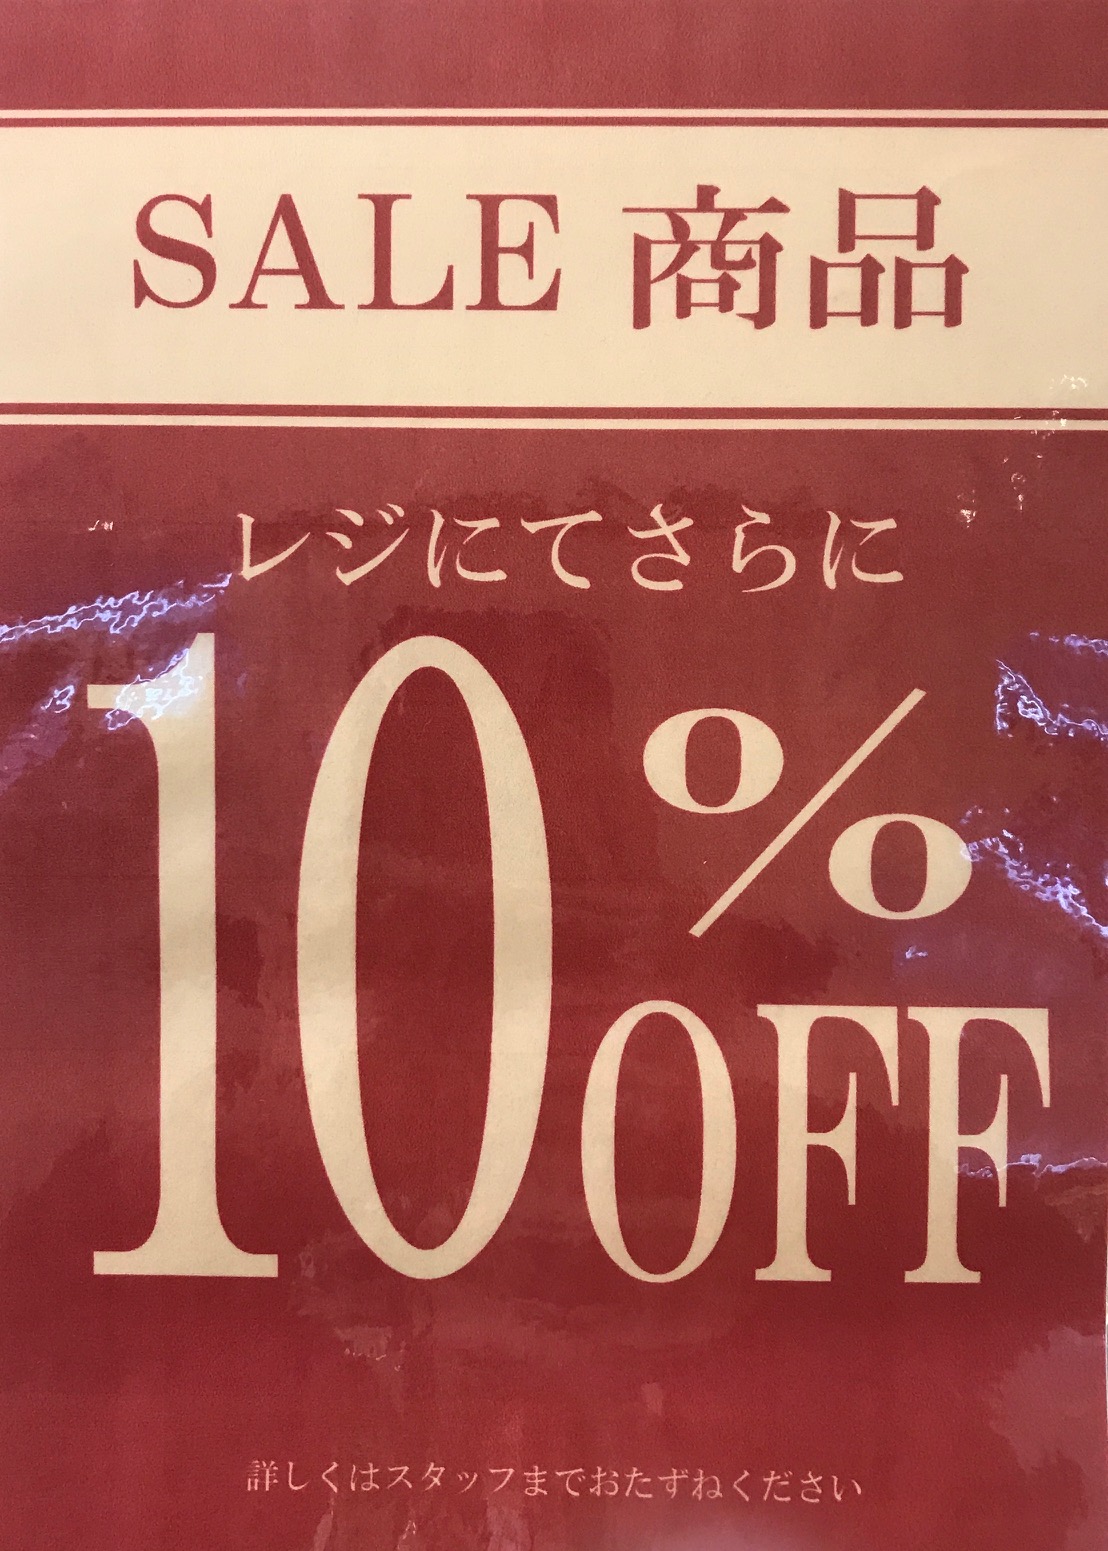 SALE 商品
レジにてさらに
10%
OFF
詳しくはスタッフまでおたずねください